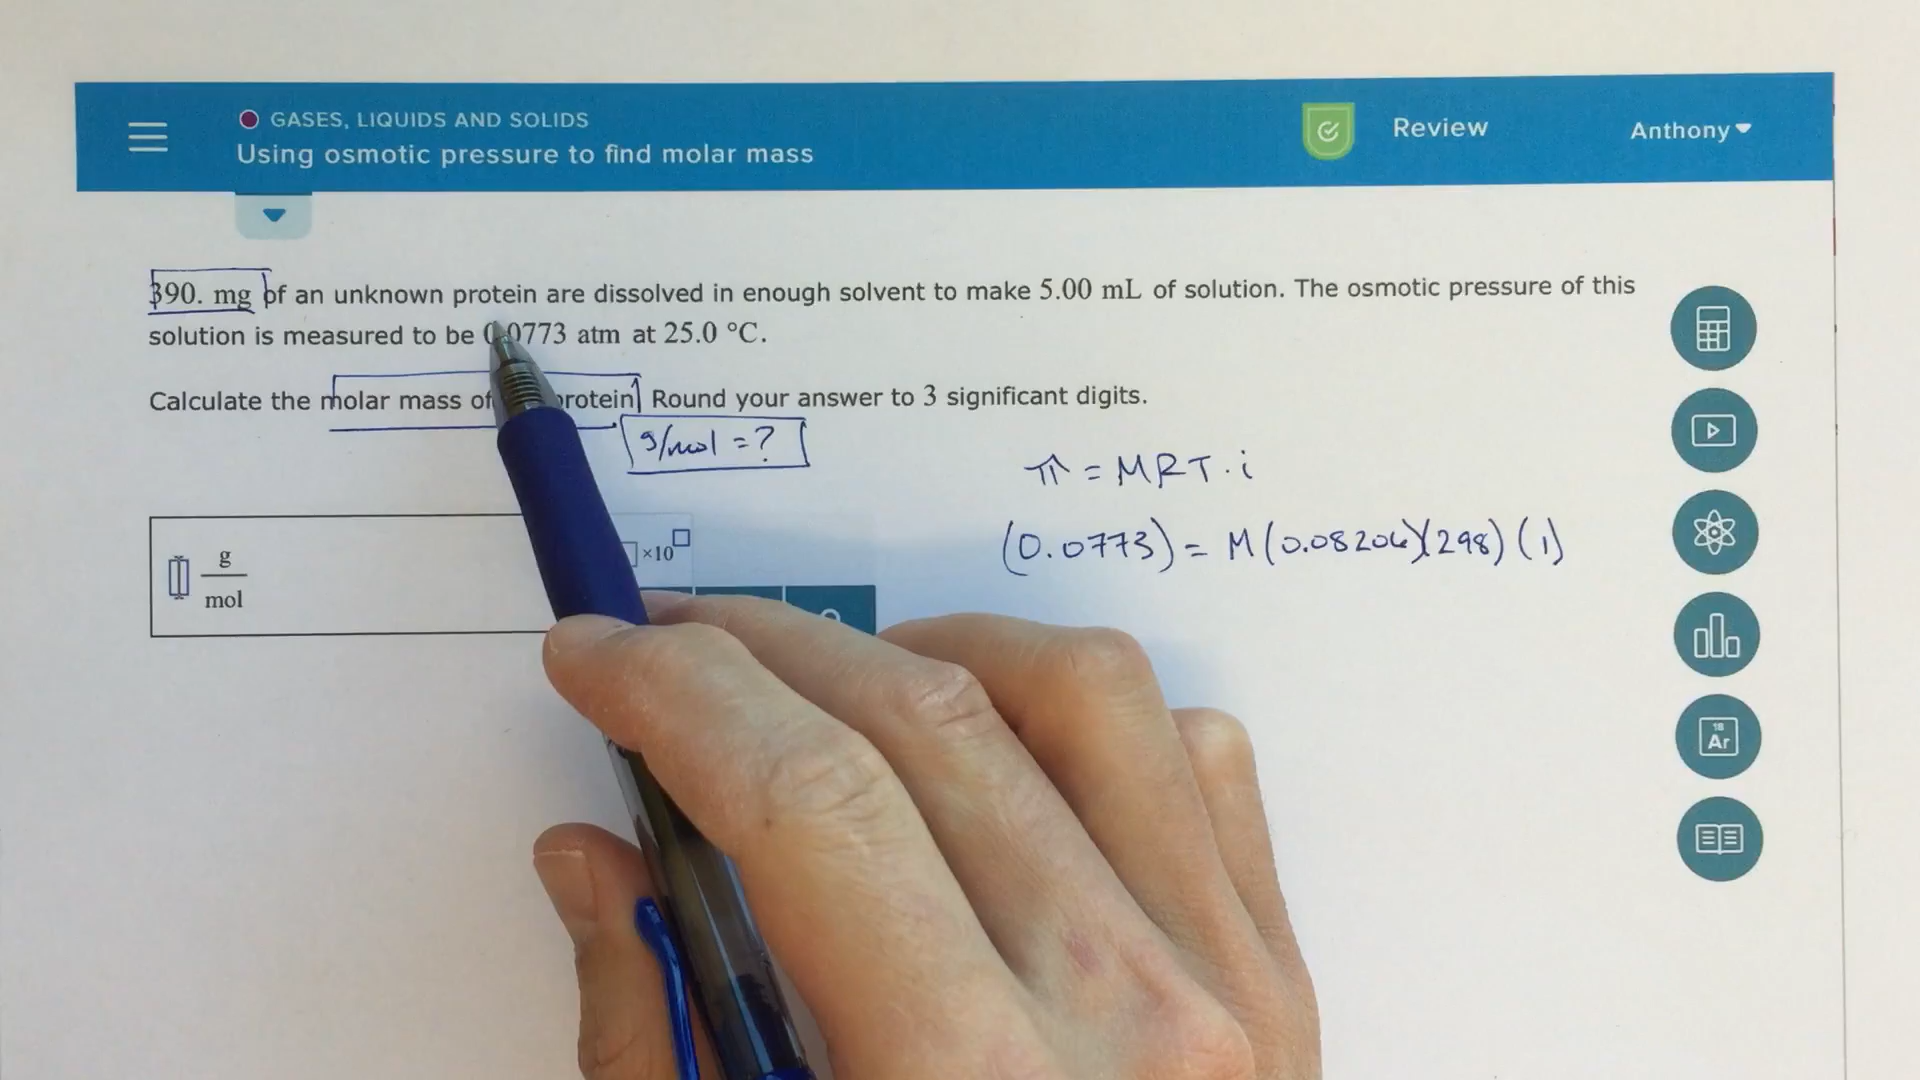 GASES, LIQUIDS AND SOLIDS
Using osmotic pressure to find molar mass
Review
Anthony
390. mg of an unknown protein are dissolved in enough solvent to make 5.00 mL of solution. The osmotic pressure of this
solution is measured to be 0.0773 atm at 25.0 °C.
Calculate the molar mass of protein. Round your answer to 3 significant digits.
g/mol = ?
π = MRT · i
(0.0773) = M(0.08206)(298)(1)
g
mol
×10
18
Ar